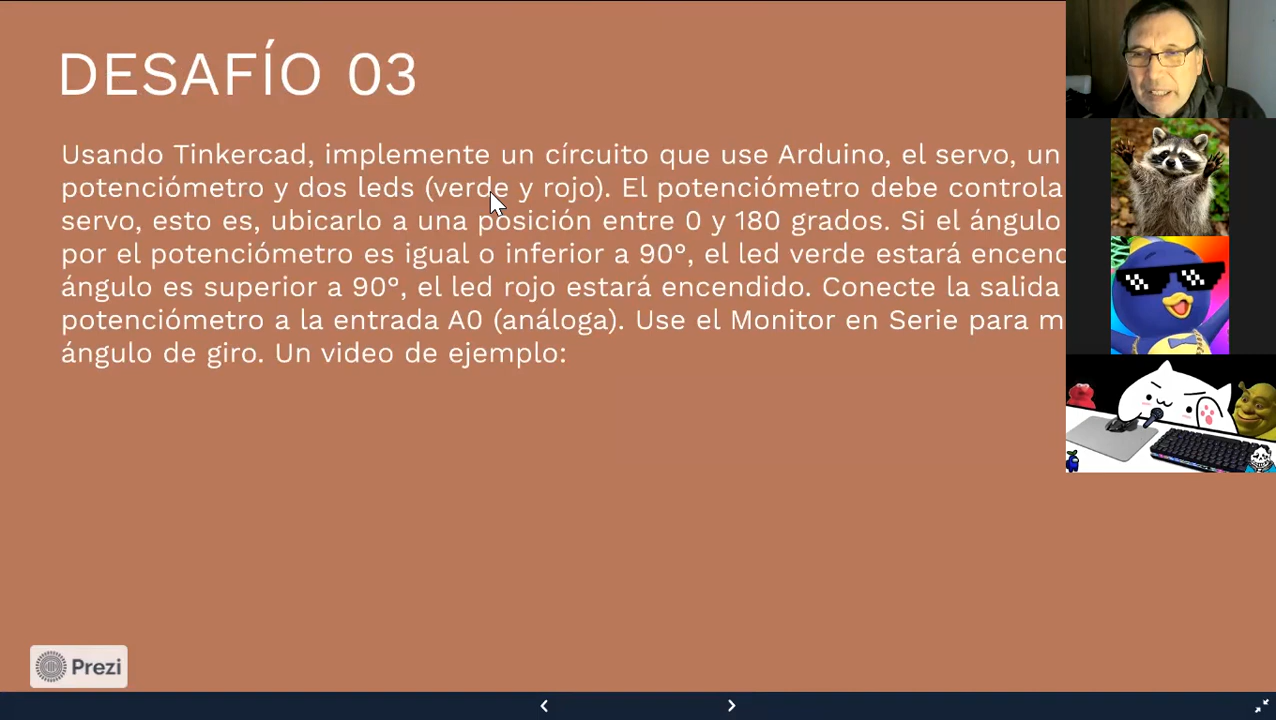 DESAFÍO 03
Usando Tinkercad, implemente un círcuito que use Arduino, el servo, un
potenciómetro y dos leds (verde y rojo). El potenciómetro debe controla
servo, esto es, ubicarlo a una posición entre 0 y 180 grados. Si el ángulo
por el potenciómetro es igual o inferior a 90°, el led verde estará encend
ángulo es superior a 90°, el led rojo estará encendido. Conecte la salida
potenciómetro a la entrada A0 (análoga). Use el Monitor en Serie para m
ángulo de giro. Un video de ejemplo:
Prezi